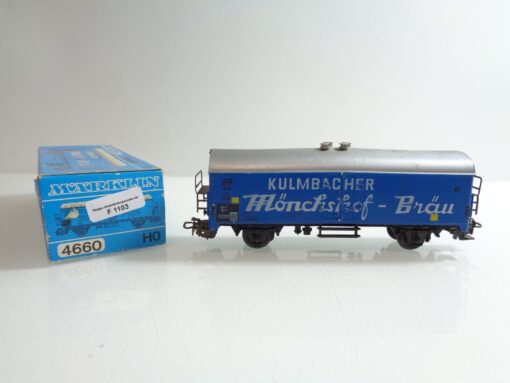 MÄRKLIN
F 1103
4660
HO
KULMBACHER
Mönchshof - Bräu